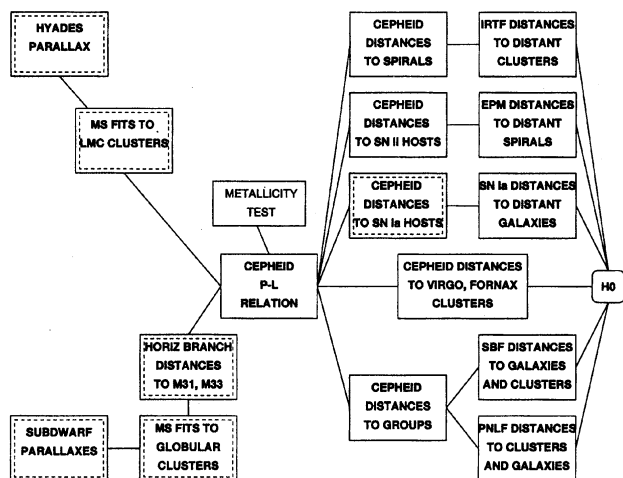 HYADES
PARALLAX
MS FITS TO
LMC CLUSTERS
METALLICITY
TEST
CEPHEID
P-L
RELATION
HORIZ BRANCH
DISTANCES
TO M31, M33
SUBDWARF
PARALLAXES
MS FITS TO
GLOBULAR
CLUSTERS
CEPHEID
DISTANCES
TO SPIRALS
IRTF DISTANCES
TO DISTANT
CLUSTERS
CEPHEID
DISTANCES
TO SN II HOSTS
EPM DISTANCES
TO DISTANT
SPIRALS
CEPHEID
DISTANCES
TO SN Ia HOSTS
SN Ia DISTANCES
TO DISTANT
GALAXIES
CEPHEID DISTANCES
TO VIRGO, FORNAX
CLUSTERS
H0
CEPHEID
DISTANCES
TO GROUPS
SBF DISTANCES
TO GALAXIES
AND CLUSTERS
PNLF DISTANCES
TO CLUSTERS
AND GALAXIES